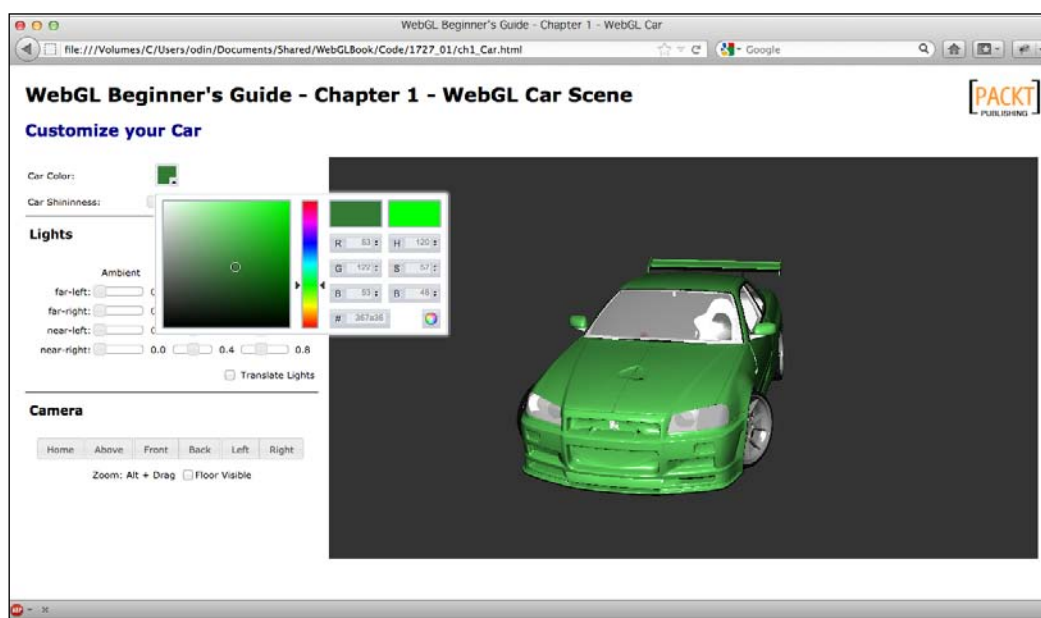 WebGL Beginner's Guide - Chapter 1 - WebGL Car
file:///Volumes/C/Users/odin/Documents/Shared/WebGLBook/Code/1727_01/ch1_Car.html
Google
WebGL Beginner's Guide - Chapter 1 - WebGL Car Scene
PACKT
PUBLISHING
Customize your Car
Car Color:
Car Shininness:
R 53 H 120
G 122 S 57
B 53 B 48
# 367a36
Lights
Ambient
far-left:
far-right:
near-left:
near-right: 0.0 0.4 0.8
Translate Lights
Camera
Home Above Front Back Left Right
Zoom: Alt + Drag Floor Visible
ABP